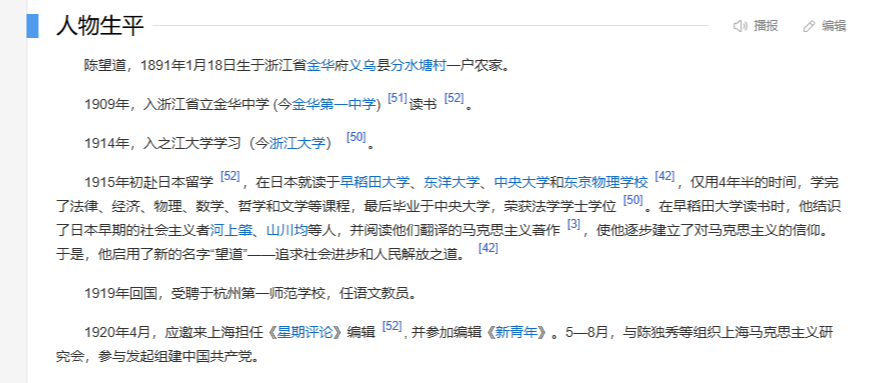 人物生平
播报 编辑
陈望道，1891年1月18日生于浙江省金华府义乌县分水塘村一户农家。
1909年，入浙江省立金华中学 (今金华第一中学) [51] 读书 [52] 。
1914年，入之江大学学习（今浙江大学） [50] 。
1915年初赴日本留学 [52] ，在日本就读于早稻田大学、东洋大学、中央大学和东京物理学校 [42] ，仅用4年半的时间，学完
了法律、经济、物理、数学、哲学和文学等课程，最后毕业于中央大学，荣获法学学士学位 [50] 。在早稻田大学读书时，他结识
了日本早期的社会主义者河上肇、山川均等人，并阅读他们翻译的马克思主义著作 [3] ，使他逐步建立了对马克思主义的信仰。
于是，他启用了新的名字“望道”——追求社会进步和人民解放之道。 [42]
1919年回国，受聘于杭州第一师范学校，任语文教员。
1920年4月，应邀来上海担任《星期评论》编辑 [52] , 并参加编辑《新青年》。5—8月，与陈独秀等组织上海马克思主义研
究会，参与发起组建中国共产党。